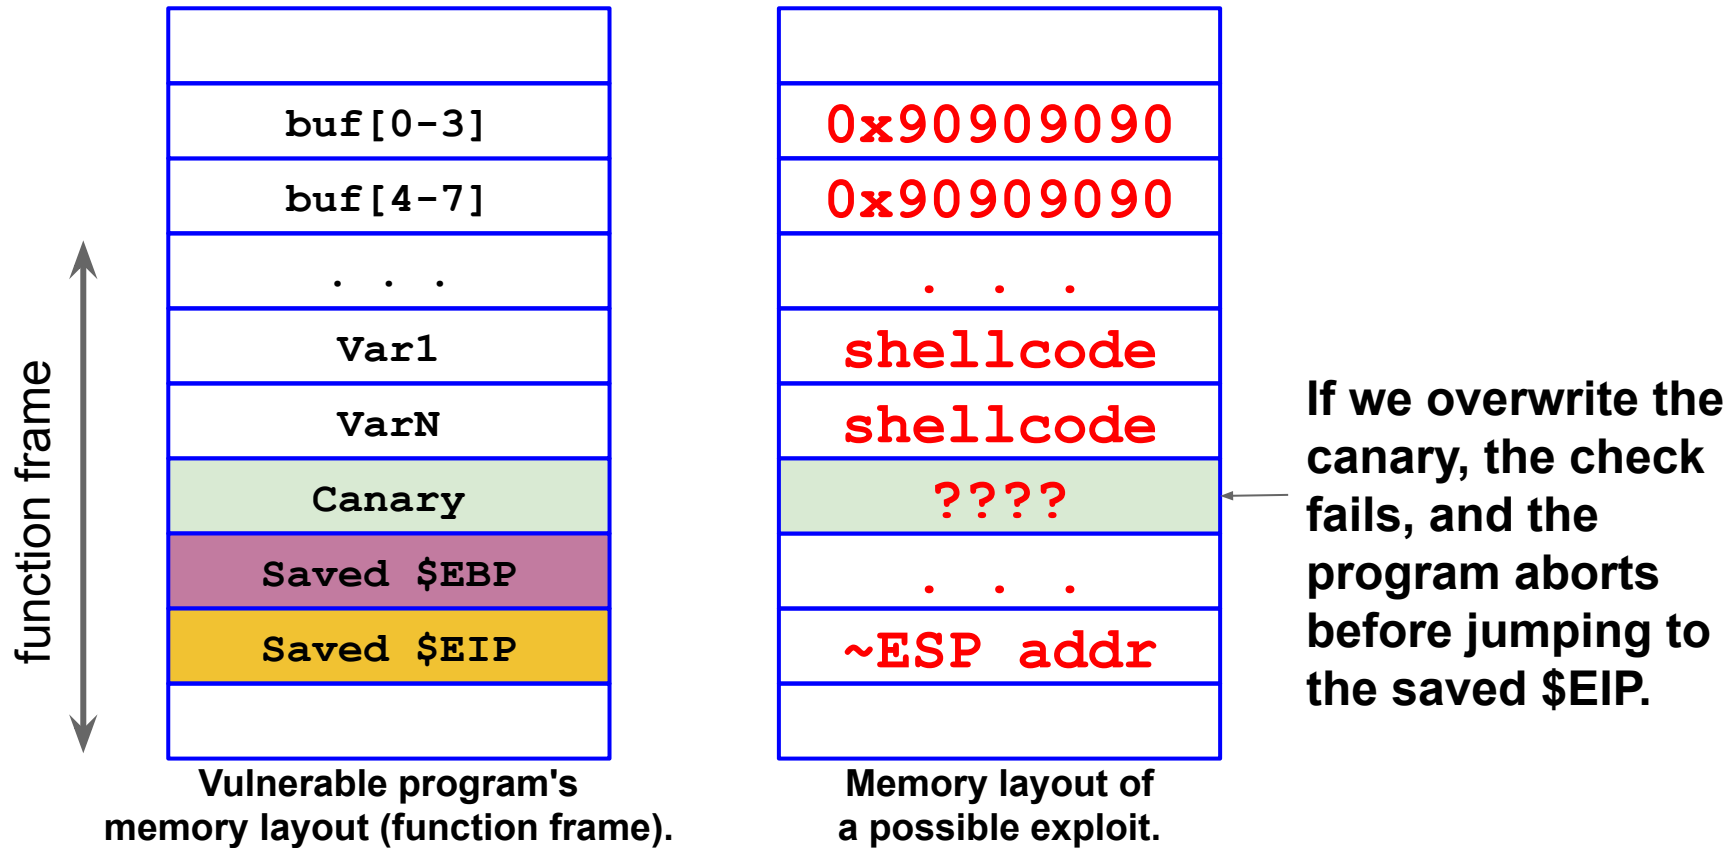 buf[0-3]
buf[4-7]
. . .
Var1
VarN
Canary
Saved $EBP
Saved $EIP
function frame
Vulnerable program's
memory layout (function frame).
0x90909090
0x90909090
. . .
shellcode
shellcode
????
. . .
~ESP addr
Memory layout of
a possible exploit.
If we overwrite the
canary, the check
fails, and the
program aborts
before jumping to
the saved $EIP.